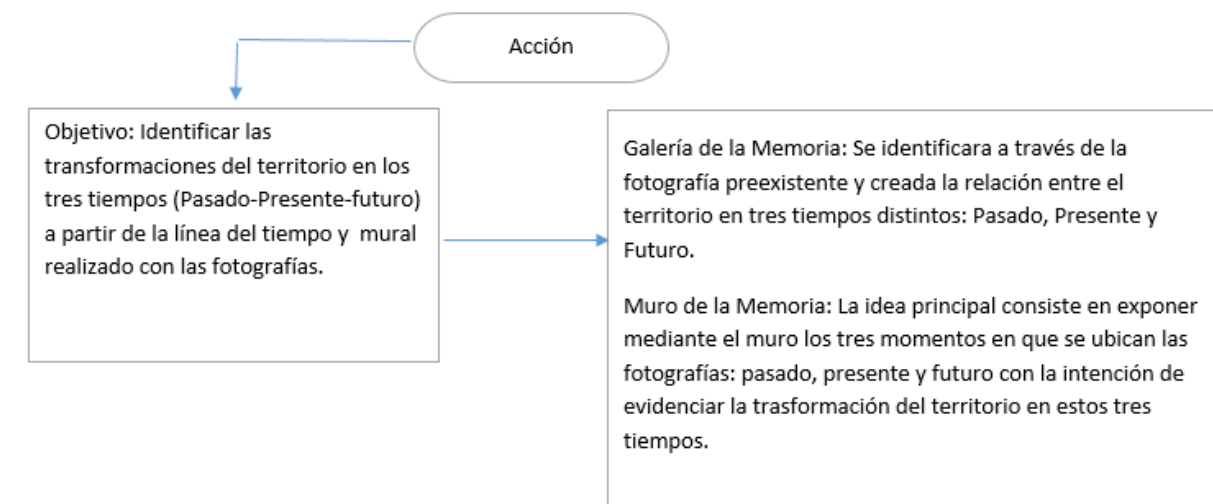 Acción
Objetivo: Identificar las
transformaciones del territorio en los
tres tiempos (Pasado-Presente-futuro)
a partir de la línea del tiempo y mural
realizado con las fotografías.
Galería de la Memoria: Se identificara a través de la
fotografía preexistente y creada la relación entre el
territorio en tres tiempos distintos: Pasado, Presente y
Futuro.
Muro de la Memoria: La idea principal consiste en exponer
mediante el muro los tres momentos en que se ubican las
fotografías: pasado, presente y futuro con la intención de
evidenciar la trasformación del territorio en estos tres
tiempos.